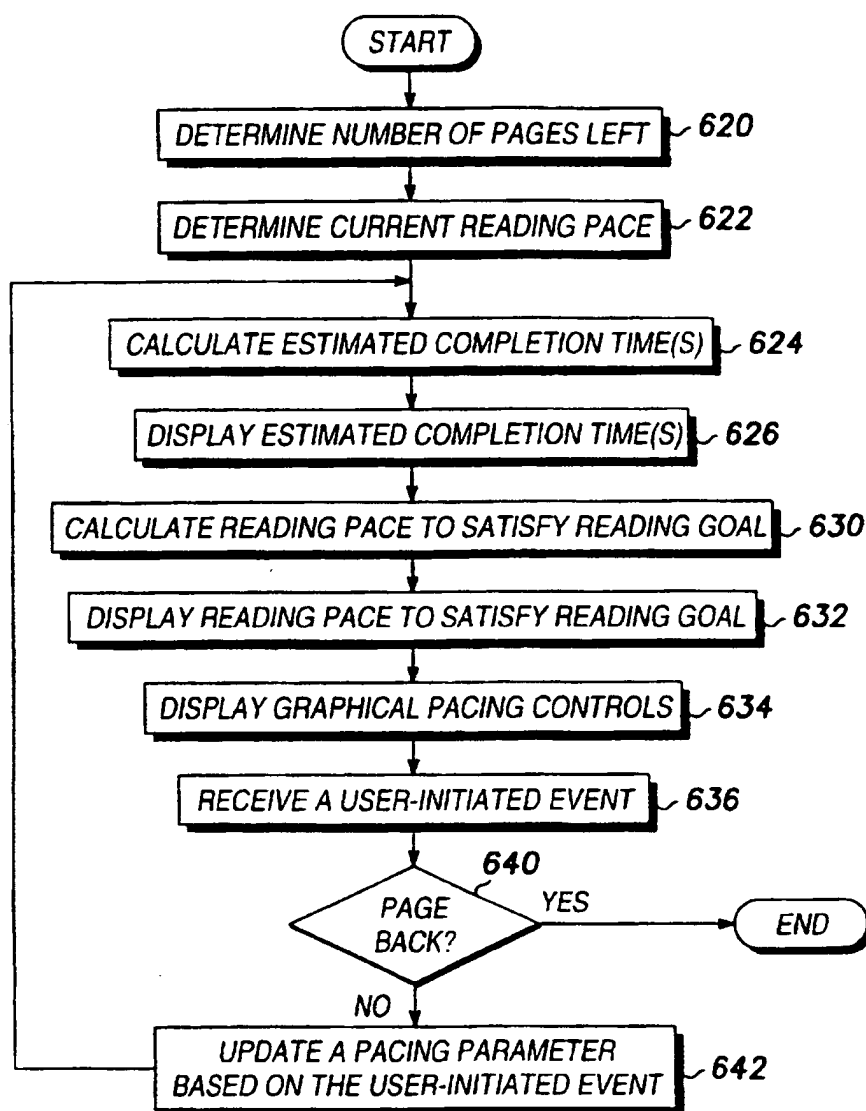 START
DETERMINE NUMBER OF PAGES LEFT 620
DETERMINE CURRENT READING PACE 622
CALCULATE ESTIMATED COMPLETION TIME(S) 624
DISPLAY ESTIMATED COMPLETION TIME(S) 626
CALCULATE READING PACE TO SATISFY READING GOAL 630
DISPLAY READING PACE TO SATISFY READING GOAL 632
DISPLAY GRAPHICAL PACING CONTROLS 634
RECEIVE A USER-INITIATED EVENT 636
640
PAGE
BACK?
YES
END
NO
UPDATE A PACING PARAMETER
BASED ON THE USER-INITIATED EVENT 642